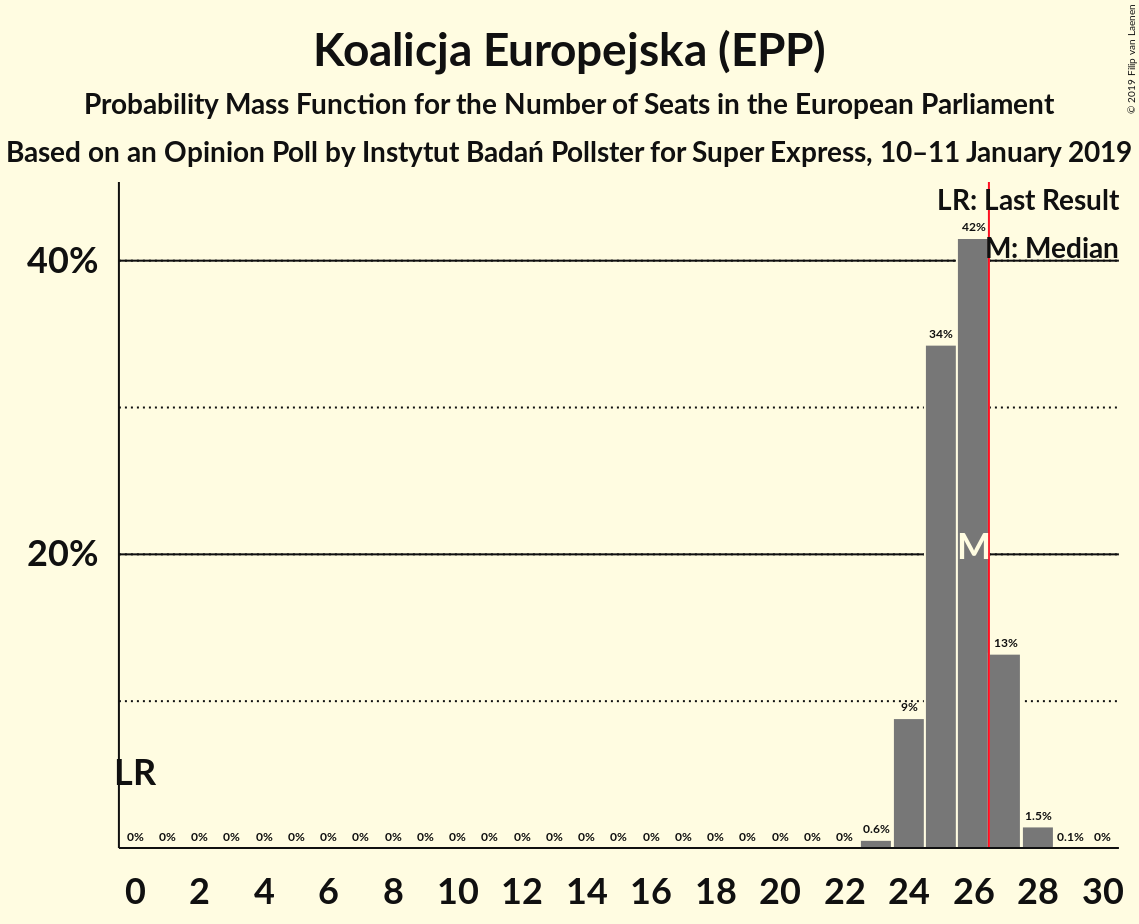 Koalicja Europejska (EPP)
Probability Mass Function for the Number of Seats in the European Parliament
Based on an Opinion Poll by Instytut Badań Pollster for Super Express, 10–11 January 2019
© 2019 Filip van Laenen
LR: Last Result
M: Median
40%
20%
42%
34%
M
13%
9%
LR
0% 0% 0% 0% 0% 0% 0% 0% 0% 0% 0% 0% 0% 0% 0% 0% 0% 0% 0% 0% 0% 0% 0% 0.6% 1.5% 0.1% 0%
0 2 4 6 8 10 12 14 16 18 20 22 24 26 28 30